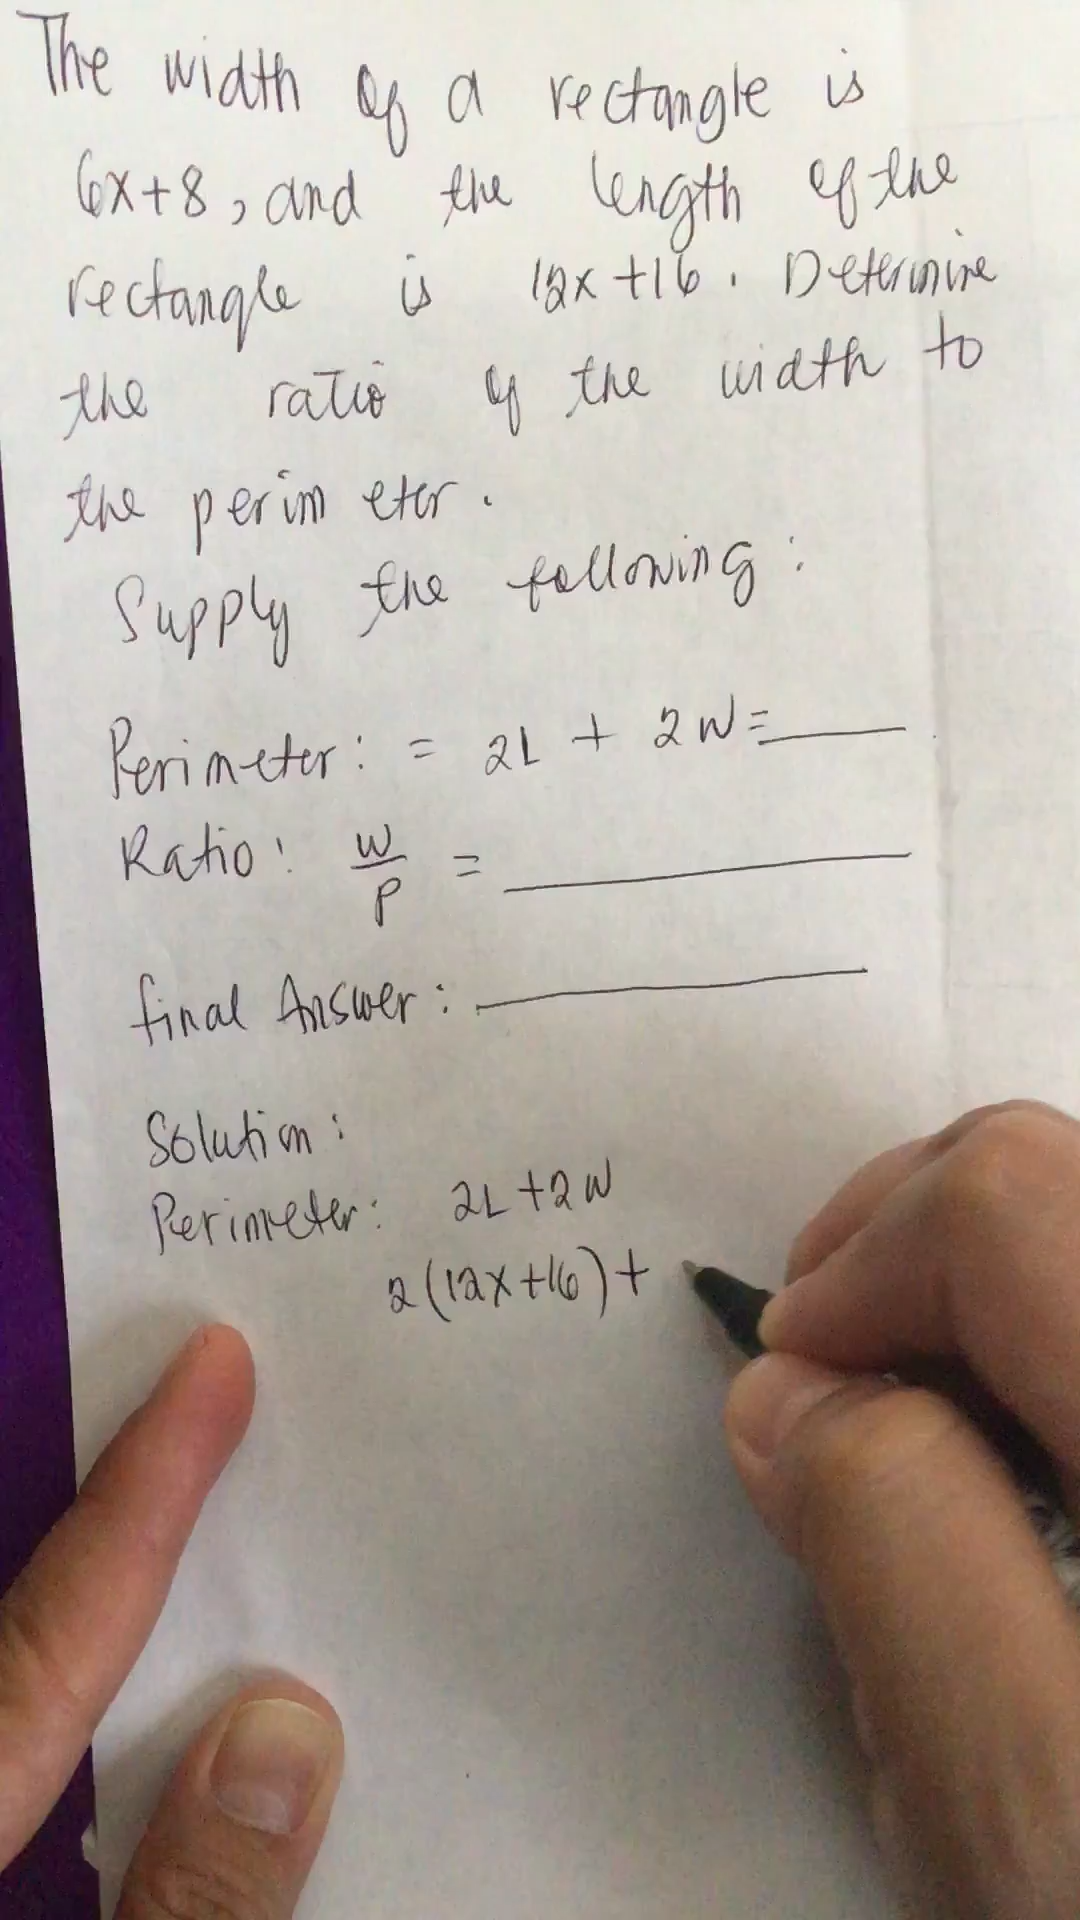 The width of a rectangle is
6x+8, and the length of the
rectangle is 12x+16. Determine
the ratio of the width to
the perimeter.
Supply the following:
Perimeter: = 2L + 2W=____
Ratio: W/P = ________
final Answer: ________
Solution:
Perimeter: 2L+2W
2(12x+16)+